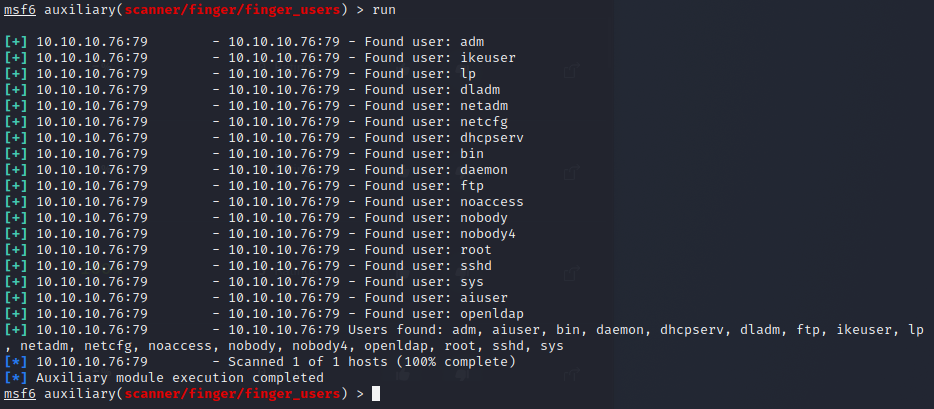 msf6 auxiliary(scanner/finger/finger_users) > run
[+] 10.10.10.76:79        - 10.10.10.76:79 - Found user: adm
[+] 10.10.10.76:79        - 10.10.10.76:79 - Found user: ikeuser
[+] 10.10.10.76:79        - 10.10.10.76:79 - Found user: lp
[+] 10.10.10.76:79        - 10.10.10.76:79 - Found user: dladm
[+] 10.10.10.76:79        - 10.10.10.76:79 - Found user: netadm
[+] 10.10.10.76:79        - 10.10.10.76:79 - Found user: netcfg
[+] 10.10.10.76:79        - 10.10.10.76:79 - Found user: dhcpserv
[+] 10.10.10.76:79        - 10.10.10.76:79 - Found user: bin
[+] 10.10.10.76:79        - 10.10.10.76:79 - Found user: daemon
[+] 10.10.10.76:79        - 10.10.10.76:79 - Found user: ftp
[+] 10.10.10.76:79        - 10.10.10.76:79 - Found user: noaccess
[+] 10.10.10.76:79        - 10.10.10.76:79 - Found user: nobody
[+] 10.10.10.76:79        - 10.10.10.76:79 - Found user: nobody4
[+] 10.10.10.76:79        - 10.10.10.76:79 - Found user: root
[+] 10.10.10.76:79        - 10.10.10.76:79 - Found user: sshd
[+] 10.10.10.76:79        - 10.10.10.76:79 - Found user: sys
[+] 10.10.10.76:79        - 10.10.10.76:79 - Found user: aiuser
[+] 10.10.10.76:79        - 10.10.10.76:79 - Found user: openldap
[+] 10.10.10.76:79        - 10.10.10.76:79 Users found: adm, aiuser, bin, daemon, dhcpserv, dladm, ftp, ikeuser, lp
, netadm, netcfg, noaccess, nobody, nobody4, openldap, root, sshd, sys
[*] 10.10.10.76:79        - Scanned 1 of 1 hosts (100% complete)
[*] Auxiliary module execution completed
msf6 auxiliary(scanner/finger/finger_users) >